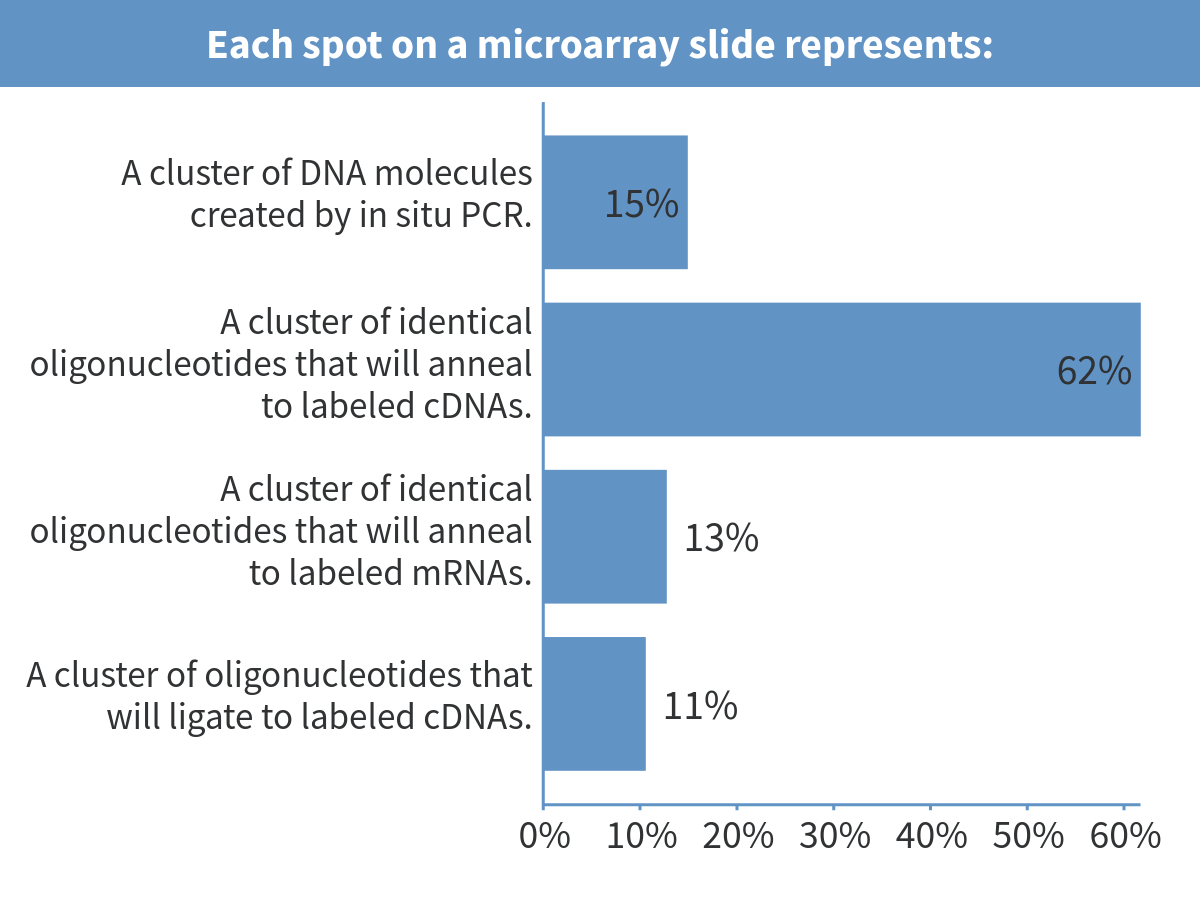 Each spot on a microarray slide represents:
A cluster of DNA molecules
created by in situ PCR.
15%
A cluster of identical
oligonucleotides that will anneal
to labeled cDNAs.
62%
A cluster of identical
oligonucleotides that will anneal
to labeled mRNAs.
13%
A cluster of oligonucleotides that
will ligate to labeled cDNAs.
11%
0% 10% 20% 30% 40% 50% 60%